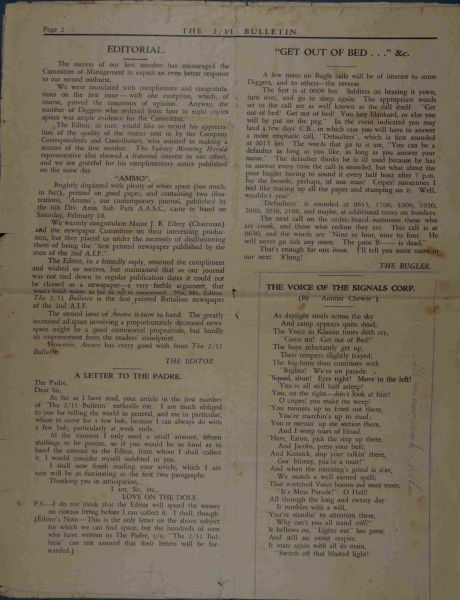 Page 2
THE 2/11 BULLETIN
EDITORIAL.
The success of our first number has encouraged the
Committee of Management to expect an even better response
to our second outburst.
We were inundated with compliments and congratula-
tions on the first issue—with one exception, which, of
course, proved the concensus of opinion. Anyway, the
number of Diggers who ordered from four to eight copies
apiece was ample evidence for the Committee.
The Editor, in turn, would like to record his apprecia-
tion of the quality of the matter sent in by the Company
Correspondents and Contributors, who assisted in making a
success of the first number. The Sydney Morning Herald
representative also showed a fraternal interest in our effort,
and we are grateful for his complimentary notice published
on the same day.
"AMMO".
Brightly displayed with plenty of white space (too much,
in fact), printed on good paper, and containing two illus-
trations, "Ammo", our contemporary journal, published by
the 6th Div. Amn. Sub. Park A.A.S.C., came to hand on
Saturday, February 10.
We warmly congratulate Major J. R. Ellery (Chairman)
and the newspaper Committee on their interesting produc-
tion, but they placed us under the necessity of disillusioning
them of being the "first printed newspaper published by the
men of the 2nd A.I.F."
The Editor, in a friendly reply, returned the compliment
and wished us success, but maintained that as our journal
was not tied down to regular publication dates it could not
be classed as a newspaper—a very feeble argument, that
The 2/11 Bulletin is the first printed Battalion newspaper
of the 2nd A.I.F.
The second issue of Ammo is now to hand. The greatly
increased ad-space involving a proportionately decreased news
space might be a good commercial proposition, but hardly
an improvement from the readers' standpoint.
However, Ammo has every good wish from The 2/11
Bulletin.
THE EDITOR.
A LETTER TO THE PADRE.
The Padre,
Dear Sir,
As far as I have read, your article in the first number
of "The 2/11 Bulletin" enthralls me. I am much obliged
to you for telling the world in general, and me in particular,
where to come for a few bob, because I can always do with
a few bob, particularly at week ends.
At the moment I only need a small amount, fifteen
shillings to be precise, so if you would be so kind as to
hand the amount to the Editor, from whom I shall collect
it, I would consider myself indebted to you.
I shall now finish reading your article, which I am
sure will be as fascinating as the first two paragraphs.
Thanking you in anticipation,
I am, Sir, etc.,
LOVE ON THE DOLE
P.S—I do not think that the Editor will spend the money
on riotous living before I can collect it. I shall, though.
(Editor's Note—This is the only letter on the above subject
for which we can find space; but the hundreds of men
who have written to The Padre, c/o. "The 2/11 Bul-
letin" can rest assured that their letters will be for-
warded.)
"GET OUT OF BED . . ." &c.
A few notes on Bugle calls will be of interest to some
Diggers, and to others—the reverse.
The first is at 0600 hrs. Soldiers on hearing it yawn,
turn over, and go to sleep again. The appropriate words
set to the call are as well known as the call itself. "Get
out of bed! Get out of bed! You lazy blahkard, or else you
will be put on the peg." In the event indicated you may
land a few days' C.B., in which case you will have to answer
a more emphatic call, "Defaulters", which is first sounded
at 0615 hrs. The words that go to it are, "You can be a
defaulter as long as you like, as long as you answer your
name." The defaulter thinks he is ill used because he has
to answer every time the call is sounded, but what about the
poor bugler having to sound it every half hour after 7 p.m.
for the benefit, perhaps, of one man? Cripes! sometimes I
feel like tearing up all the paper and stamping on it. Well,
wouldn't you?
"Defaulters" is sounded at 0615, 1700, 1900, 1930,
2000, 2030, 2100, and maybe, at additional times on Sundays.
The next call on the order-board summons those who
are crook, and those who reckon they are. This call is at
0630, and the words are "Nine to four, nine to four. He
will never go ask any more. The poor B—— is dead."
That's enough for one issue. I'll tell you some more in
our next. S'long!
THE BUGLER.
THE VOICE OF THE SIGNALS CORP.
(By Ammer Chewer.)
As daylight steals across the sky
And camp appears quite dead,
The Voice in Klaxon tones doth cry,
"Come on! Get out of Bed!"
The boys reluctantly get up,
Their tempers slightly frayed;
The fog-horn then continues with
"Righto! We're on parade.
Squad, shun! Eyes right! Move to the left!
You're all still half asleep!
You, on the right—don't look at him!
O cripes! you make me weep!
You runners up in front out there,
You're marchin's up to mud;
You're messin' up me section there,
And I weep tears of blood.
Here, Eaton, pick the step up there,
And Jacobs, press your butt;
And Kennick, stop your talkin' there,
Gor blimey, you're a mutt!"
And when the morning's grind is o'er,
We snatch a well earned spell;
That wretched Voice booms out once more,
"It's Mess Parade!" O Hell!
All through the long and sweaty day
It rumbles with a will,
"You're standin' to attention there,
Why can't you all stand still?"
It bellows on, "Lights out" has gone,
And still no sweet respite.
It roars again with all its main,
"Switch off that blasted light!"